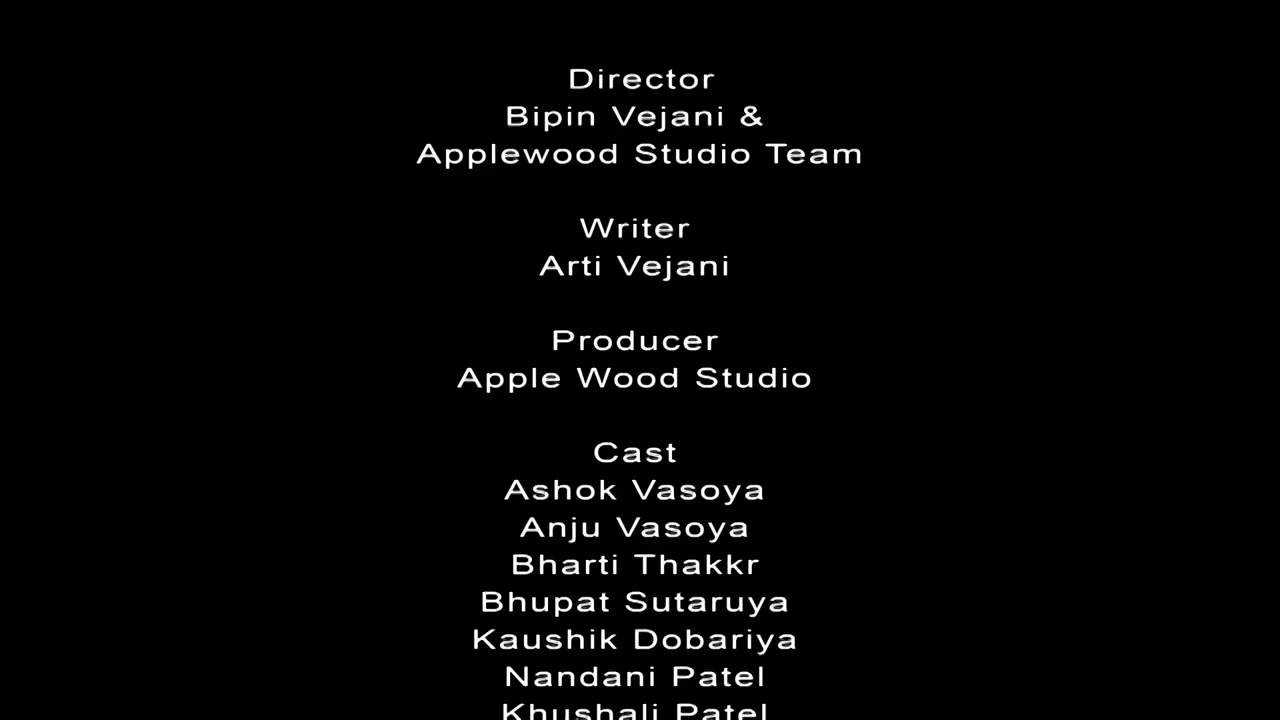 Director
Bipin Vejani &
Applewood Studio Team
Writer
Arti Vejani
Producer
Apple Wood Studio
Cast
Ashok Vasoya
Anju Vasoya
Bharti Thakkr
Bhupat Sutaruya
Kaushik Dobariya
Nandani Patel
Khushali Patel